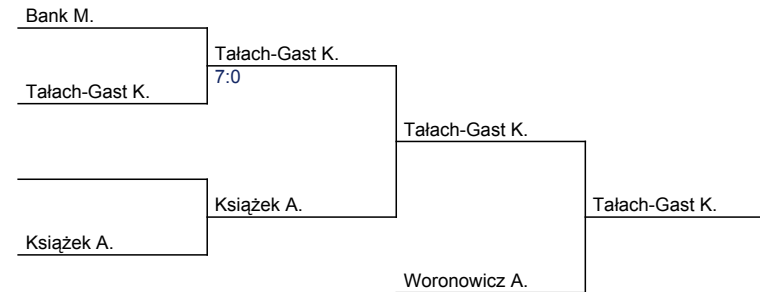 Bank M.
Tałach-Gast K.
7:0
Tałach-Gast K.
Tałach-Gast K.
Książek A.
Tałach-Gast K.
Książek A.
Woronowicz A.